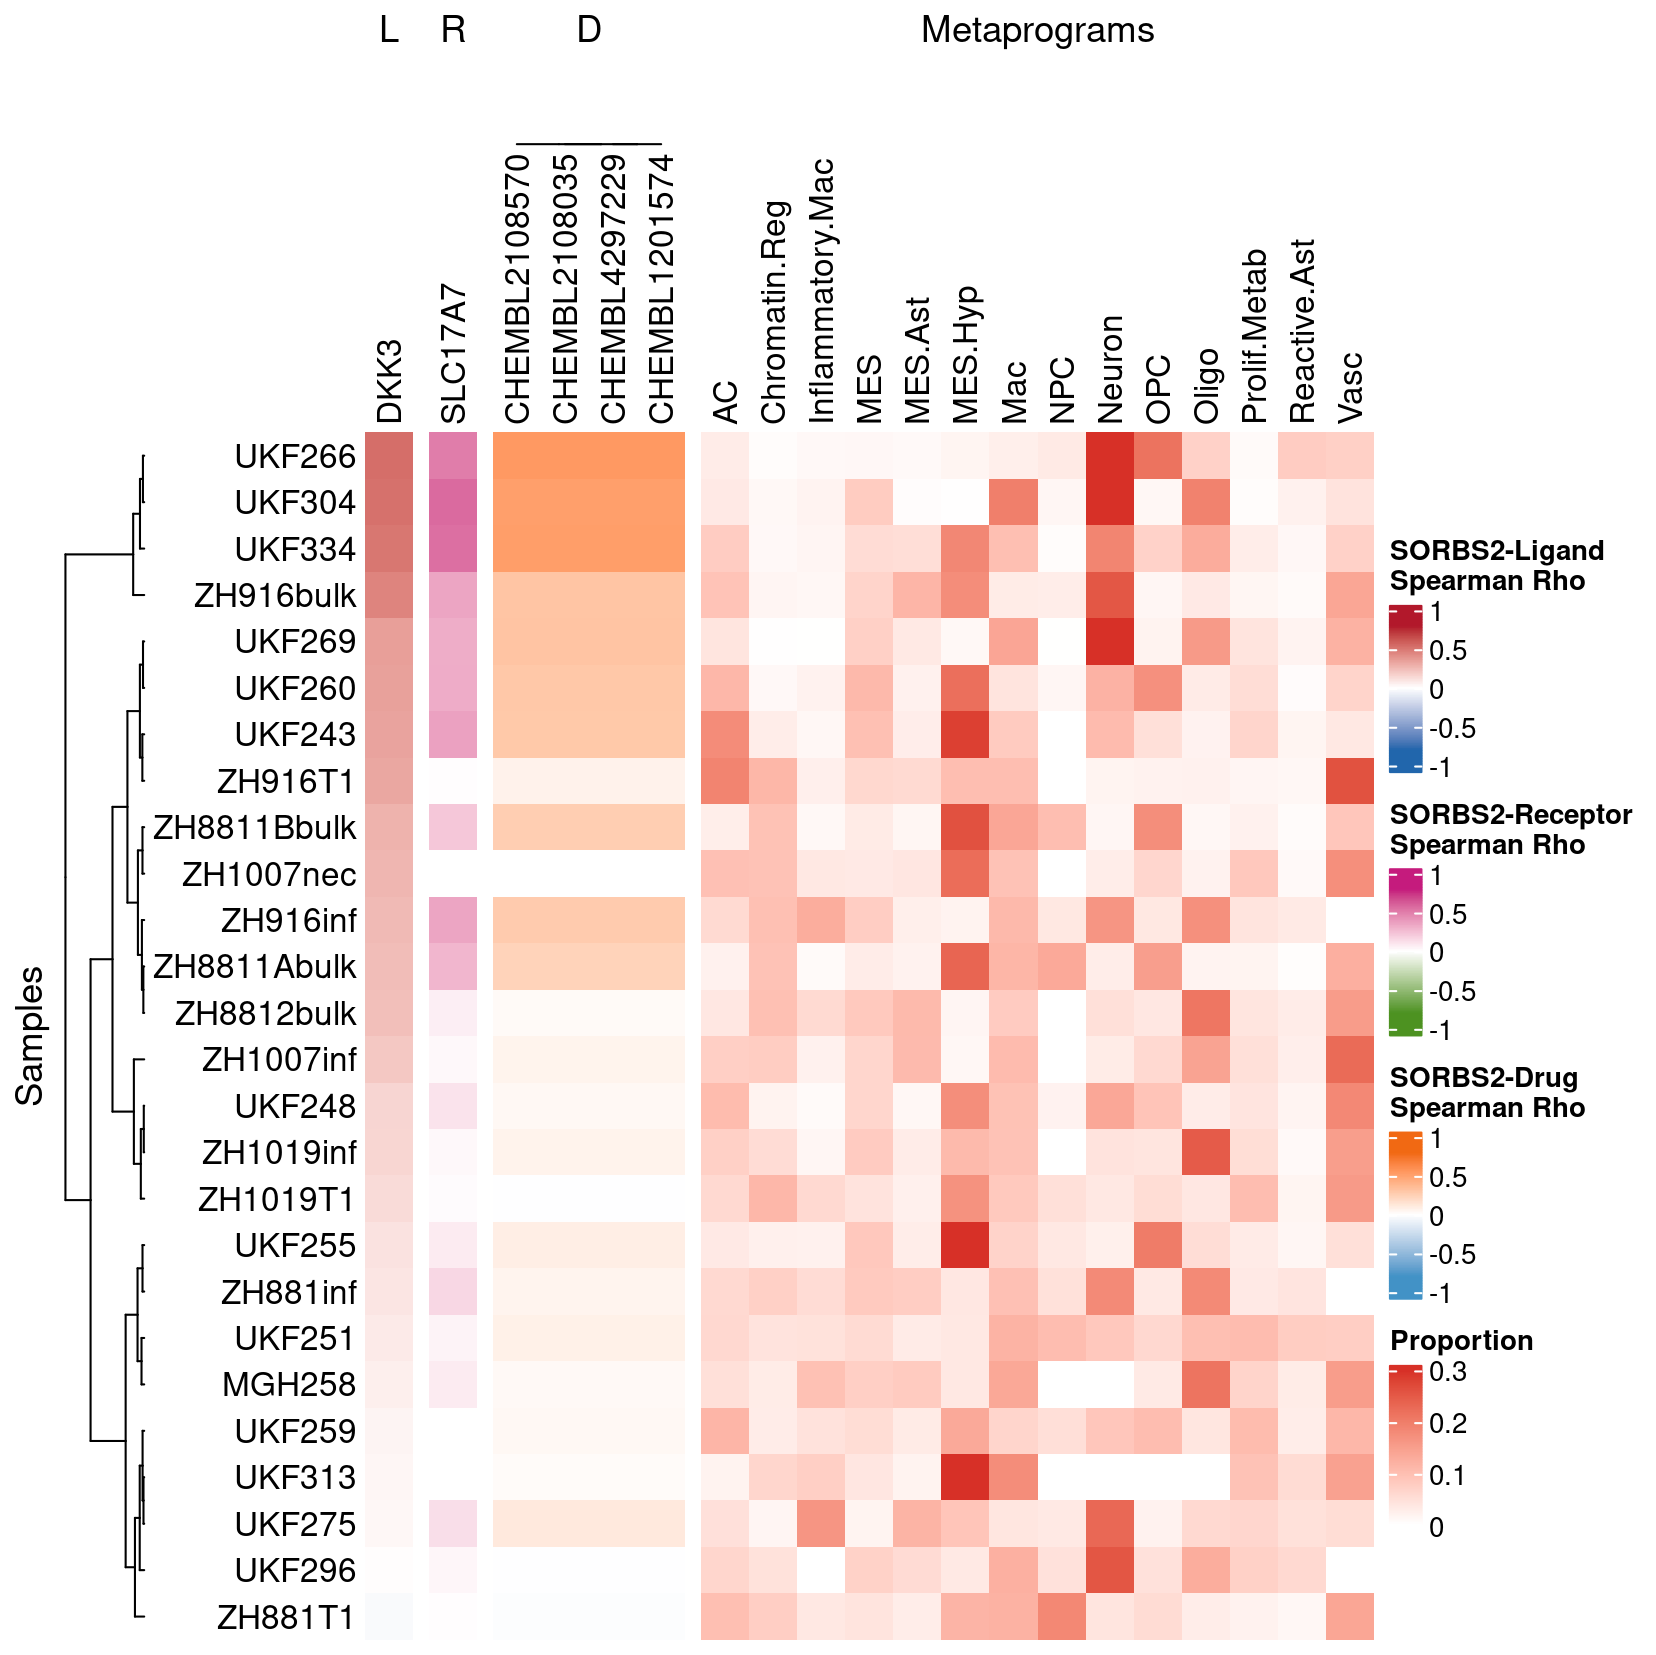 L R D Metaprograms
DKK3
SLC17A7
CHEMBL2108570
CHEMBL2108035
CHEMBL4297229
CHEMBL1201574
AC
Chromatin.Reg
Inflammatory.Mac
MES
MES.Ast
MES.Hyp
Mac
NPC
Neuron
OPC
Oligo
Prolif.Metab
Reactive.Ast
Vasc
Samples
UKF266
UKF304
UKF334
ZH916bulk
UKF269
UKF260
UKF243
ZH916T1
ZH8811Bbulk
ZH1007nec
ZH916inf
ZH8811Abulk
ZH8812bulk
ZH1007inf
UKF248
ZH1019inf
ZH1019T1
UKF255
ZH881inf
UKF251
MGH258
UKF259
UKF313
UKF275
UKF296
ZH881T1
SORBS2-Ligand
Spearman Rho
1
0.5
0
-0.5
-1
SORBS2-Receptor
Spearman Rho
1
0.5
0
-0.5
-1
SORBS2-Drug
Spearman Rho
1
0.5
0
-0.5
-1
Proportion
0.3
0.2
0.1
0